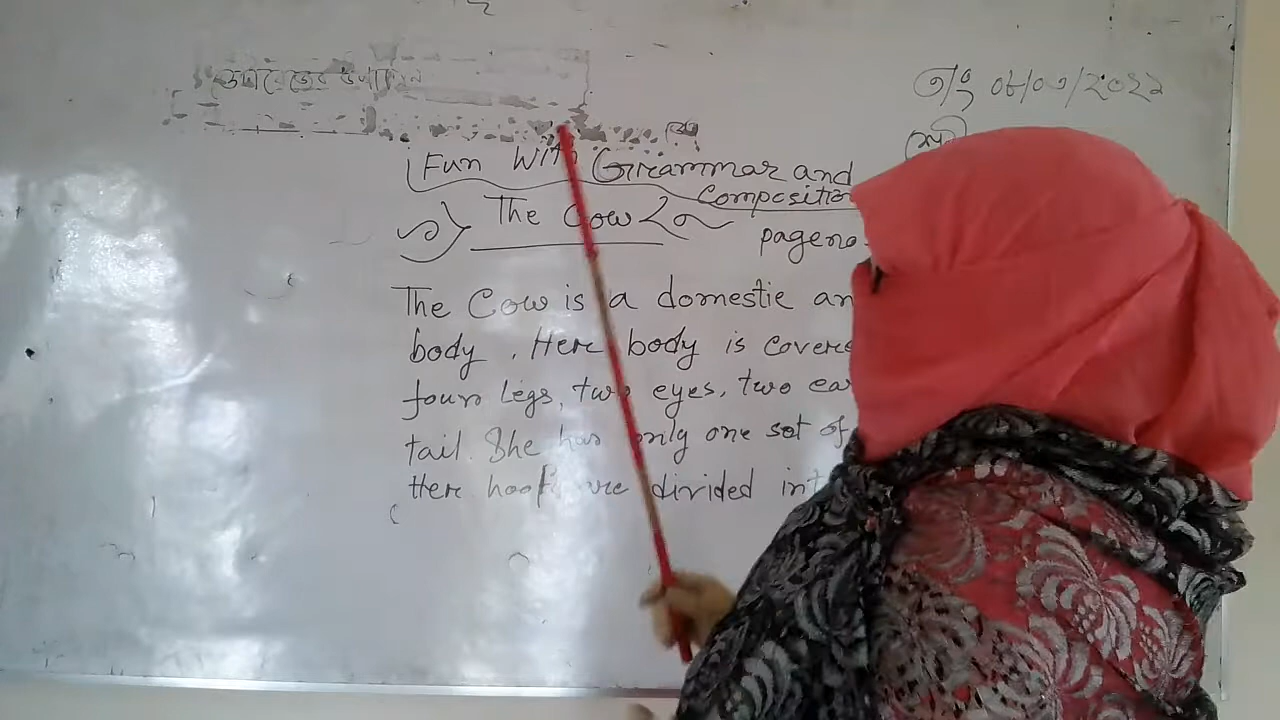 তাং ০৮/০৩/২০২২
Fun With Grammar and
Composition
The Cow
page no
The Cow is a domestic an
body. Her body is covere
four legs, two eyes, two ear
tail. She has only one set of
Her hoofs are divided int